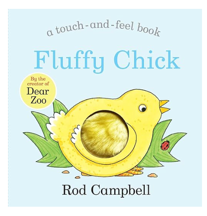 a touch-and-feel book
Fluffy Chick
By the
creator of
Dear
Zoo
Rod Campbell